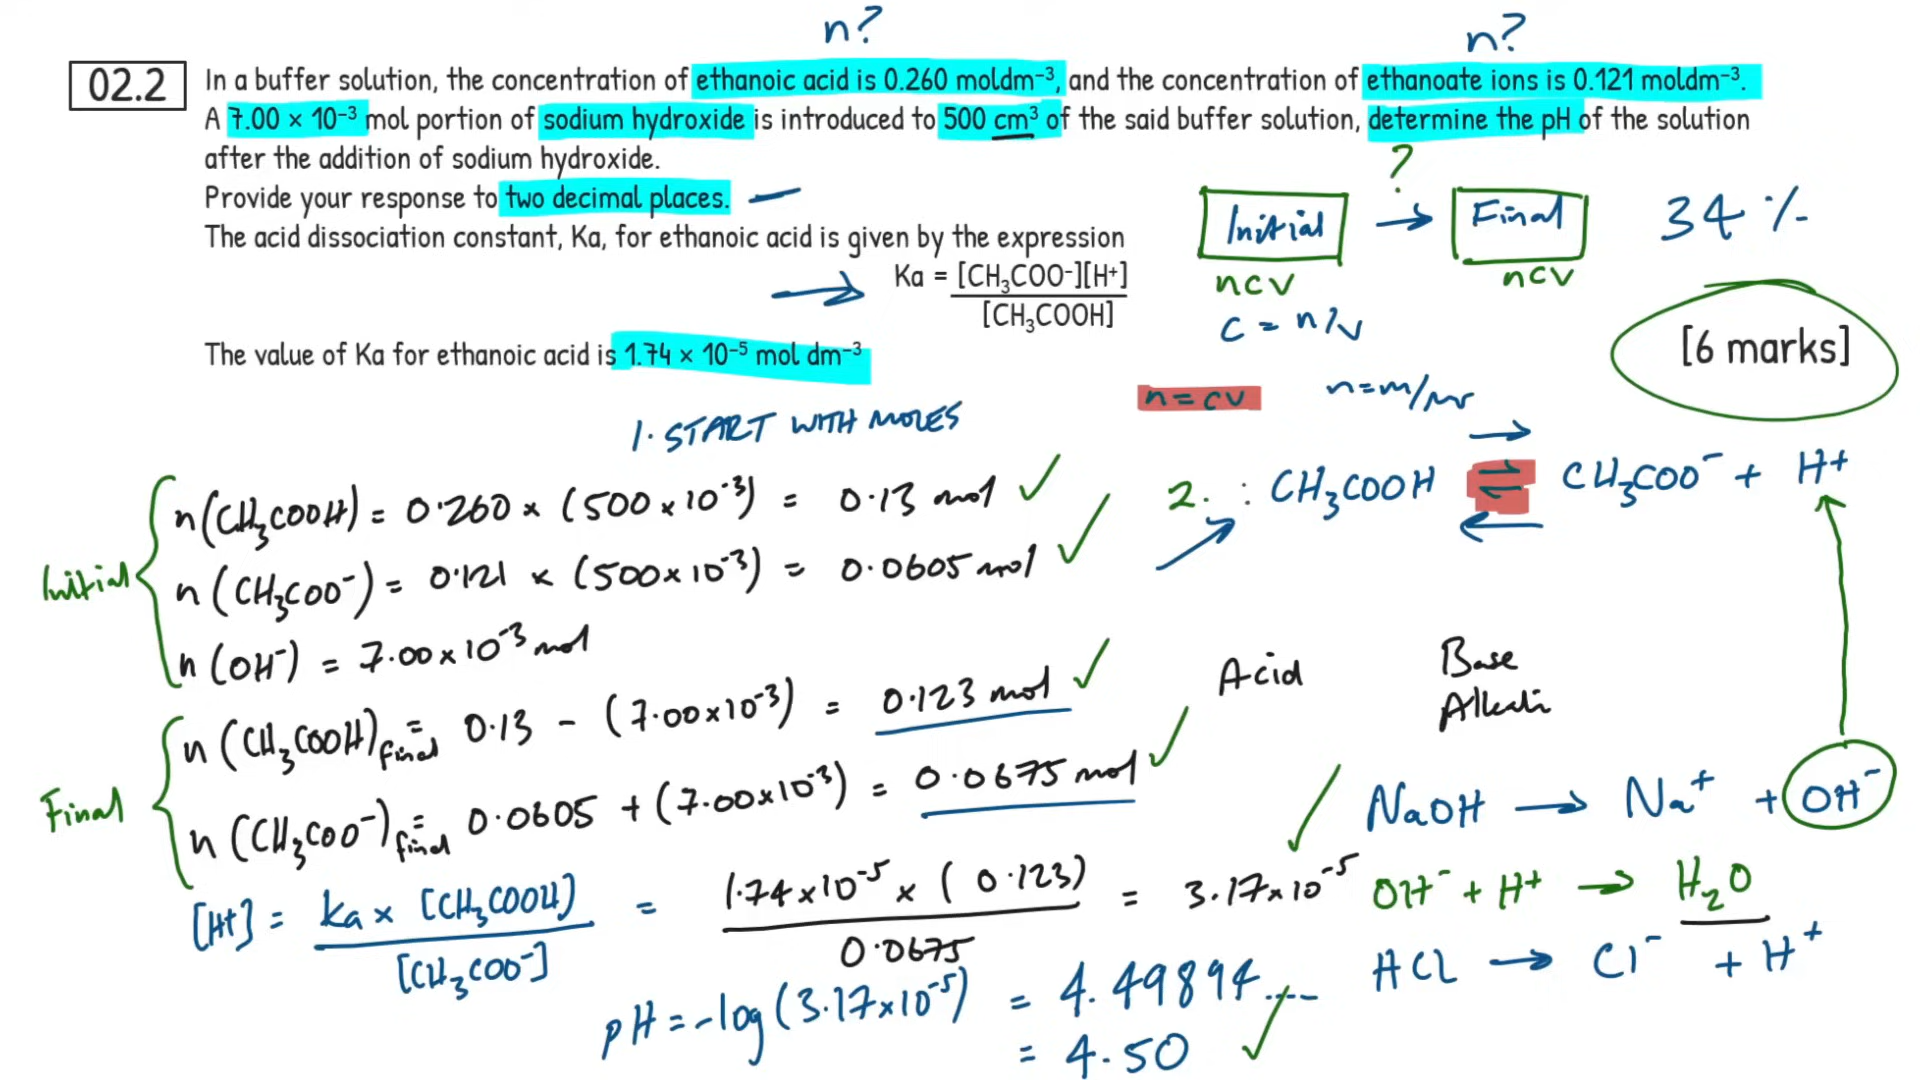 n?
n?
02.2
In a buffer solution, the concentration of ethanoic acid is 0.260 moldm⁻³, and the concentration of ethanoate ions is 0.121 moldm⁻³.
A 7.00 × 10⁻³ mol portion of sodium hydroxide is introduced to 500 cm³ of the said buffer solution, determine the pH of the solution
after the addition of sodium hydroxide.
Provide your response to two decimal places.
The acid dissociation constant, Ka, for ethanoic acid is given by the expression
Ka = [CH₃COO⁻][H⁺]
[CH₃COOH]
The value of Ka for ethanoic acid is 1.74 × 10⁻⁵ mol dm⁻³
?
Initial → Final
34 %
ncv
ncv
c = n/v
[6 marks]
n = cv
n=m/Mr
1. START WITH MOLES
Initial
n(CH₃COOH) = 0.260 × (500 × 10⁻³) = 0.13 mol ✓
n(CH₃COO⁻) = 0.121 × (500×10⁻³) = 0.0605 mol ✓
n(OH⁻) = 7.00×10⁻³ mol
2. : CH₃COOH ⇌ CH₃COO⁻ + H+
Final
n(CH₃COOH)final = 0.13 - (7.00×10⁻³) = 0.123 mol ✓
n(CH₃COO⁻)final = 0.0605 + (7.00×10⁻³) = 0.0675 mol ✓
Acid
Base
Alkali
NaOH → Na⁺ + OH⁻
[H+] = Ka × [CH₃COOH] = 1.74×10⁻⁵ × (0.123) = 3.17×10⁻⁵ ✓
[CH₃COO⁻]
0.0675
OH⁻ + H+ → H₂O
HCl → Cl⁻ + H⁺
pH = -log(3.17×10⁻⁵) = 4.49894....
= 4.50 ✓